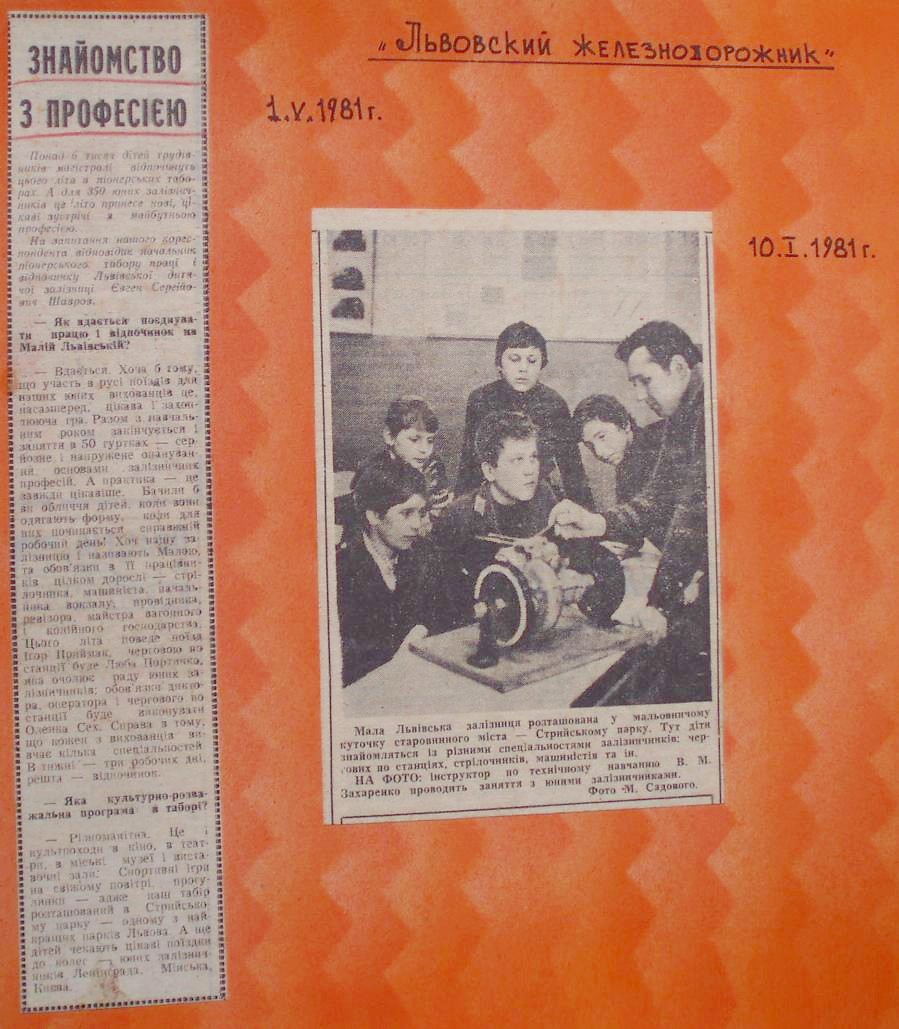 „Львовский железнодорожник"
1.V.1981г.
10.I.1981г.
ЗНАЙОМСТВО
З ПРОФЕСІЄЮ
Понад 6 тисяч дітей трудів-
ників магістралі відпочинуть
цього літа в піонерських табо-
рах. А для 350 юних залізнич-
ників це літо принесе нові, ці-
каві зустрічі з майбутньою
професією.
На запитання нашого корес-
пондента відповідає начальник
піонерського табору праці і
відпочинку Львівської дитя-
чої залізниці Євген Сергійо-
вич Шавров.
— Як вдається поєднува-
ти працю і відпочинок на
Малій Львівській?
— Вдається. Хоча б тому,
що участь в русі поїздів для
наших юних вихованців це,
насамперед, цікава і захоп-
лююча гра. Разом з навчаль-
ним роком закінчується і
заняття в 50 гуртках — сер-
йозне і напружене опануван-
ня основами залізничних
професій. А практика — це
завжди цікавіше. Бачили б
ви обличчя дітей, коли вони
одягають форму, коли для
них починається справжній
робочий день! Хоч нашу за-
лізницю і називають Малою,
та обов'язки в її працівни-
ків цілком дорослі — стрі-
лочника, машиніста, началь-
ника вокзалу, провідника,
ревізора, майстра вагонного
і колійного господарства.
Цього літа поведе поїзд
Ігор Прийма, черговою по
станції буде Люба
яка очолює раду юних за-
лізничників; обов'язки дикто-
ра, оператора і чергового по
станції буде виконувати
Оленка Сех. Справа в тому,
що кожен з вихованців ви-
вчає кілька спеціальностей
В тижні — три робочих дні,
решта — відпочинок.
— Яка культурно-розва-
жальна програма в таборі?
— Різноманітна. Це і
культпоходи в кіно, в теат-
ри, в міські музеї і виста-
вочні зали. Спортивні ігри
на свіжому повітрі, прогу-
лянки — адже наш табір
розташований в Стрийсько-
му парку — одному з най-
кращих парків Львова. А ще
дітей чекають цікаві поїздки
до колег — юних залізнич-
ників Ленінграда, Мінська,
Києва.
Мала Львівська залізниця розташована у мальовничому
куточку старовинного міста — Стрийському парку. Тут діти
знайомляться із різними спеціальностями залізничників: чер-
гових по станціях, стрілочників, машиністів та ін.
НА ФОТО: інструктор по технічному навчанню В. М.
Захаренко проводить заняття з юними залізничниками.
Фото М. Садового.